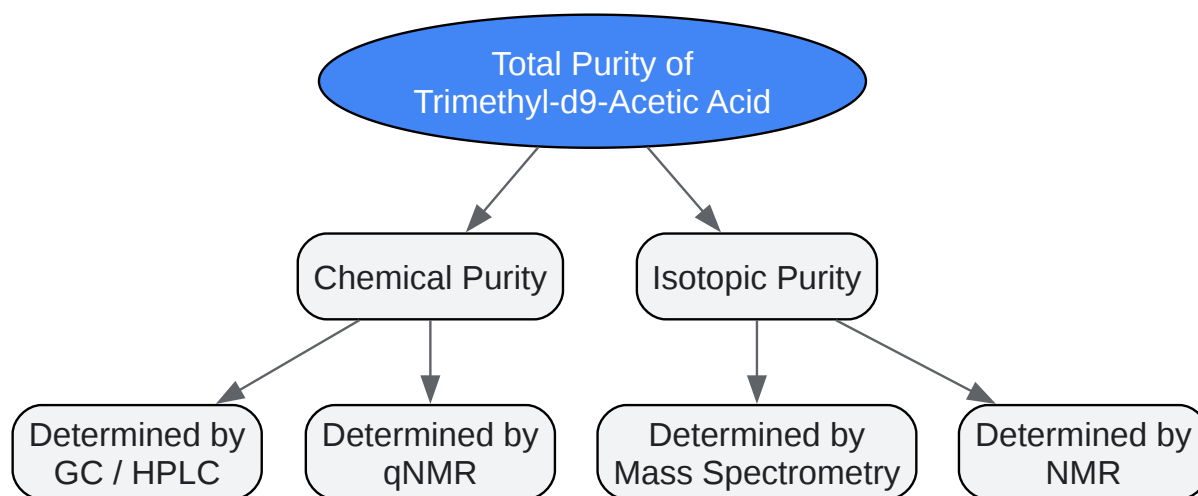 Total Purity of
Trimethyl-d9-Acetic Acid
Chemical Purity
Isotopic Purity
Determined by
GC / HPLC
Determined by
qNMR
Determined by
Mass Spectrometry
Determined by
NMR